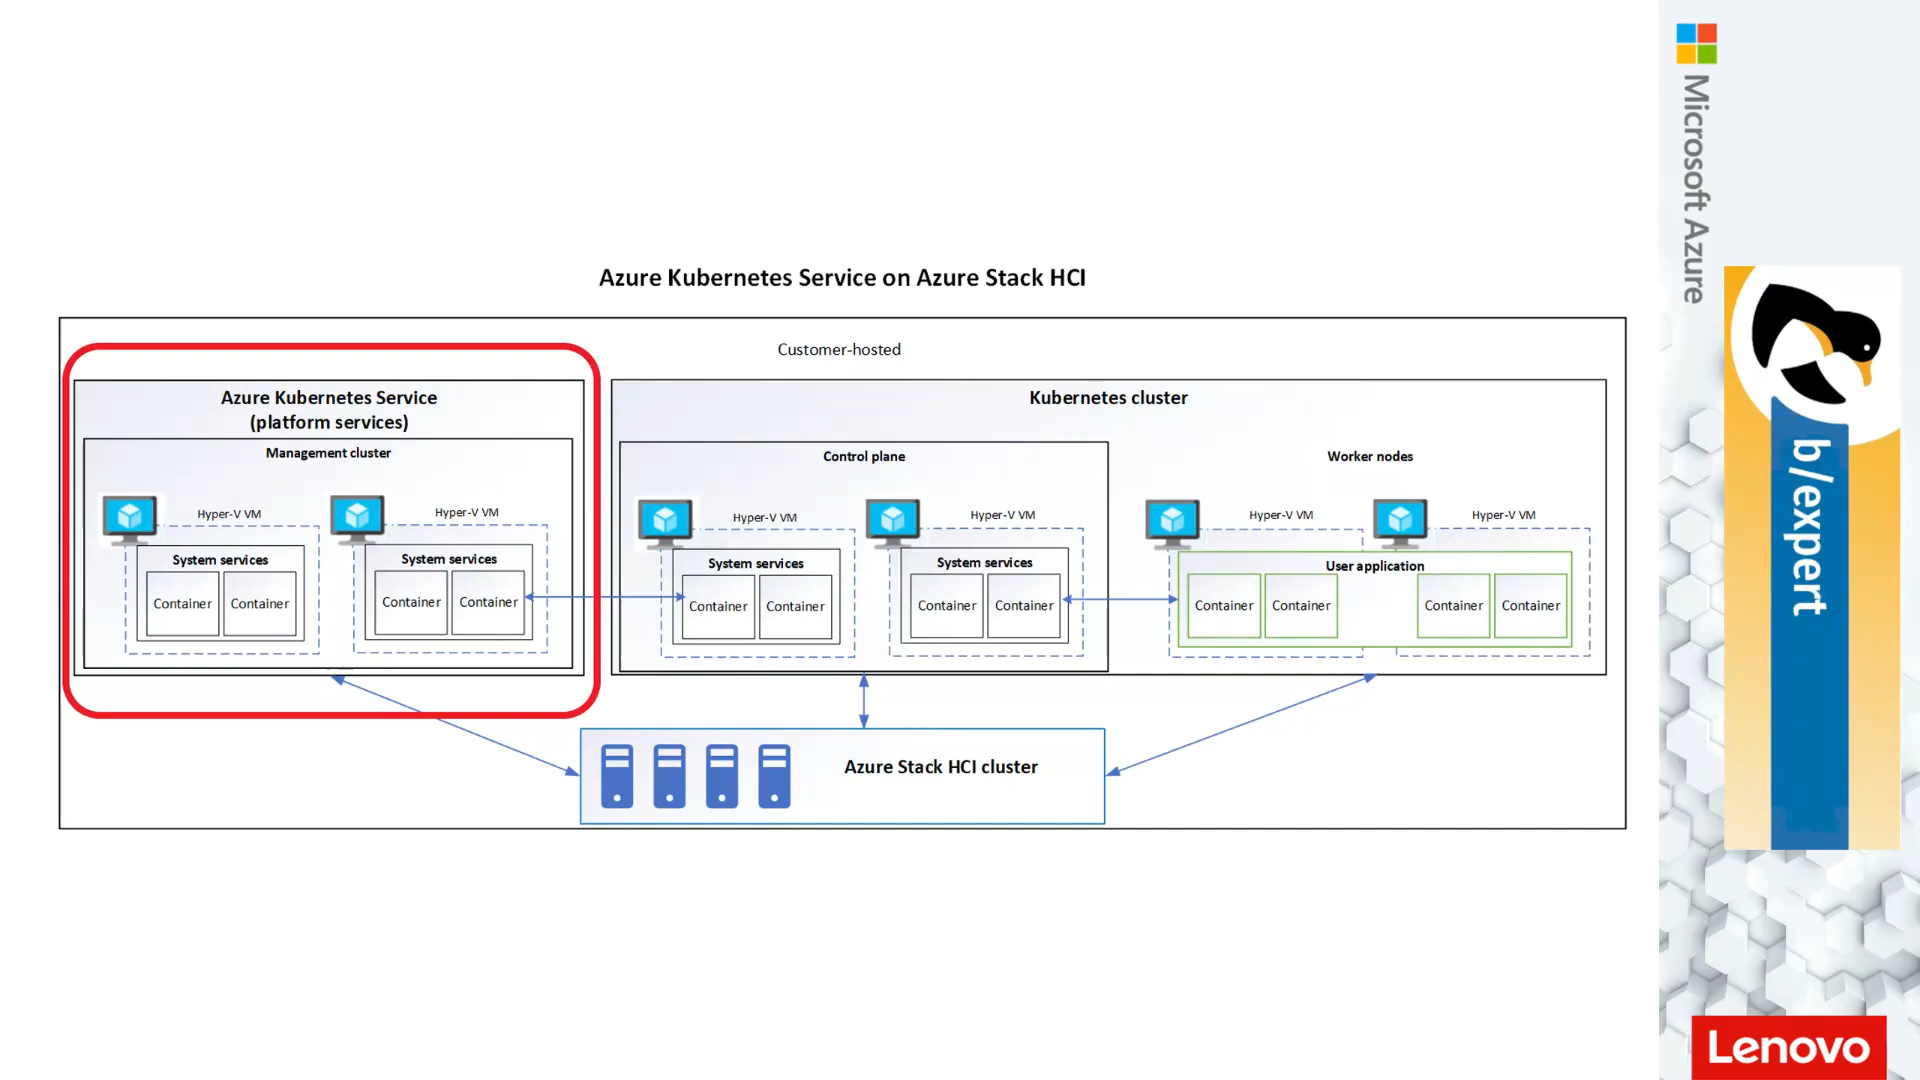 Azure Kubernetes Service on Azure Stack HCI
Customer-hosted
Azure Kubernetes Service
(platform services)
Management cluster
Hyper-V VM
Hyper-V VM
System services
System services
Container
Container
Container
Container
Kubernetes cluster
Control plane
Worker nodes
Hyper-V VM
Hyper-V VM
Hyper-V VM
Hyper-V VM
System services
System services
User application
Container
Container
Container
Container
Container
Container
Container
Container
Azure Stack HCI cluster
Microsoft Azure
b/expert
Lenovo